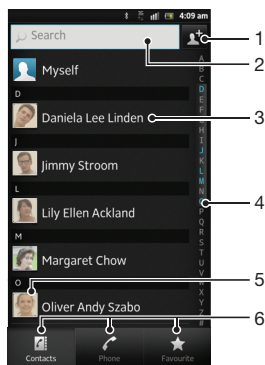 3G 4:09 am
Search
1
2
Myself
D
Daniela Lee Linden
3
J
Jimmy Stroom
L
Lily Ellen Ackland
4
M
Margaret Chow
O
5
Oliver Andy Szabo
6
A
B
C
D
E
F
G
H
I
J
K
L
M
N
O
P
Q
R
S
T
U
V
W
X
Y
Z
#
Contacts Phone Favourite